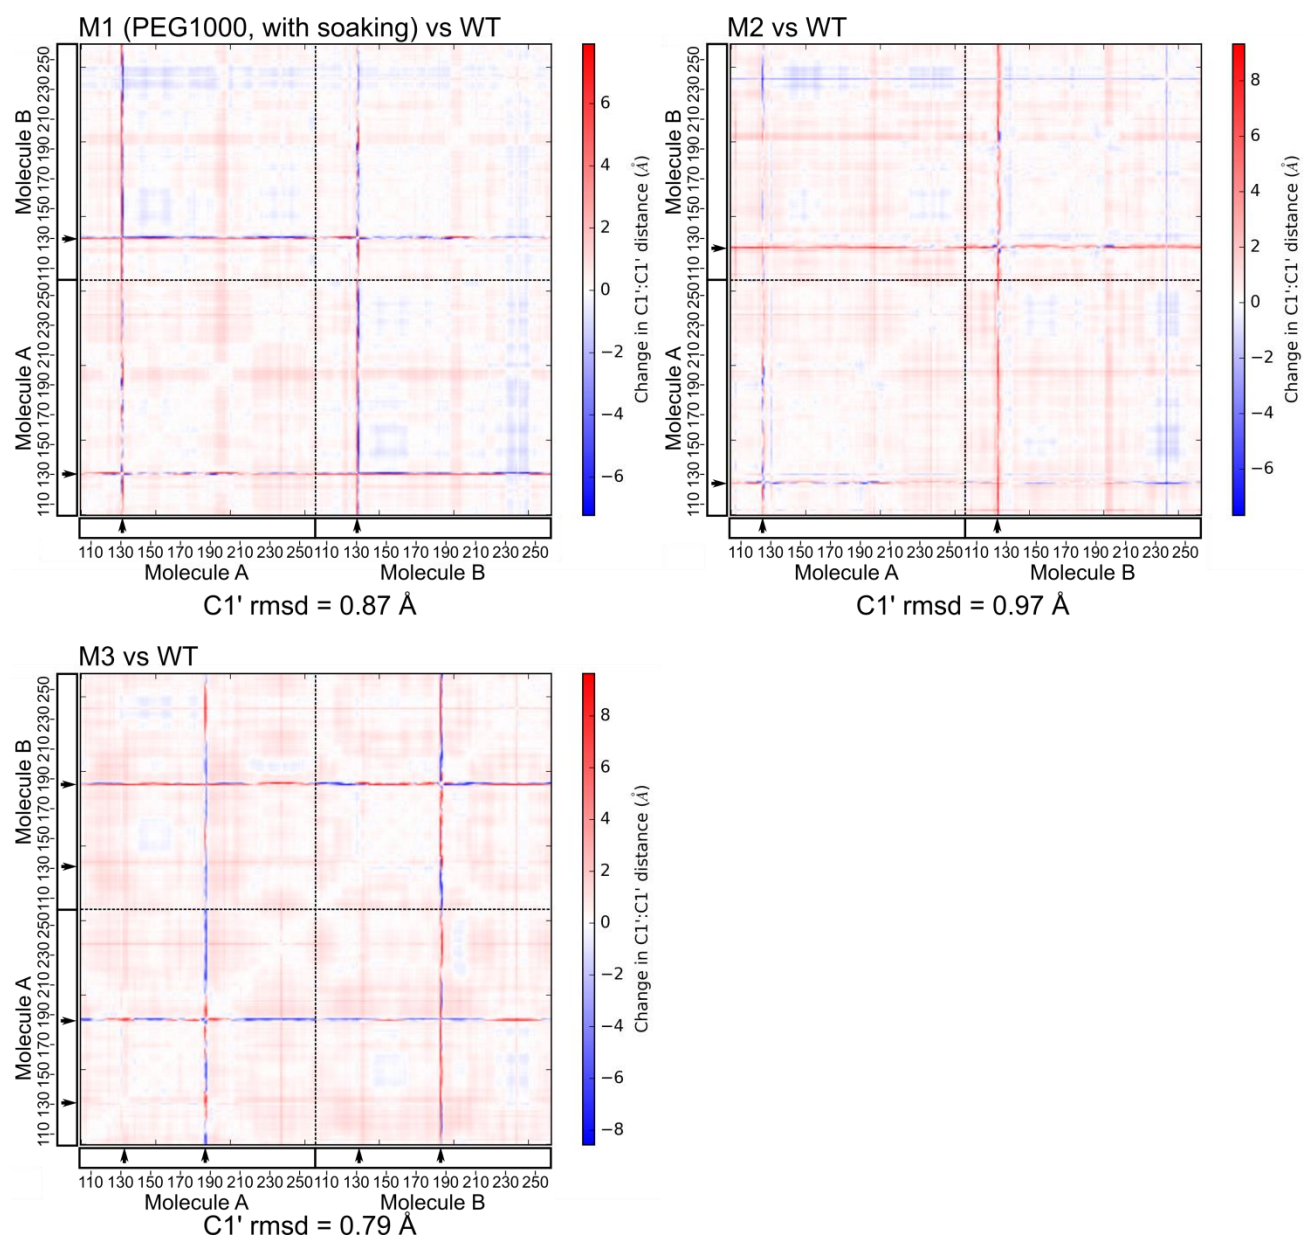 M1 (PEG1000, with soaking) vs WT
Molecule B
Molecule A
110 130 150 170 190 210 230 250
110 130 150 170 190 210 230 250
6
4
2
0
−2
−4
−6
Change in C1':C1' distance (Å)
110 130 150 170 190 210 230 250 110 130 150 170 190 210 230 250
Molecule A Molecule B
C1' rmsd = 0.87 Å
M2 vs WT
Molecule B
Molecule A
110 130 150 170 190 210 230 250
110 130 150 170 190 210 230 250
8
6
4
2
0
−2
−4
−6
Change in C1':C1' distance (Å)
110 130 150 170 190 210 230 250 110 130 150 170 190 210 230 250
Molecule A Molecule B
C1' rmsd = 0.97 Å
M3 vs WT
Molecule B
Molecule A
110 130 150 170 190 210 230 250
110 130 150 170 190 210 230 250
8
6
4
2
0
−2
−4
−6
−8
Change in C1':C1' distance (Å)
110 130 150 170 190 210 230 250 110 130 150 170 190 210 230 250
Molecule A Molecule B
C1' rmsd = 0.79 Å